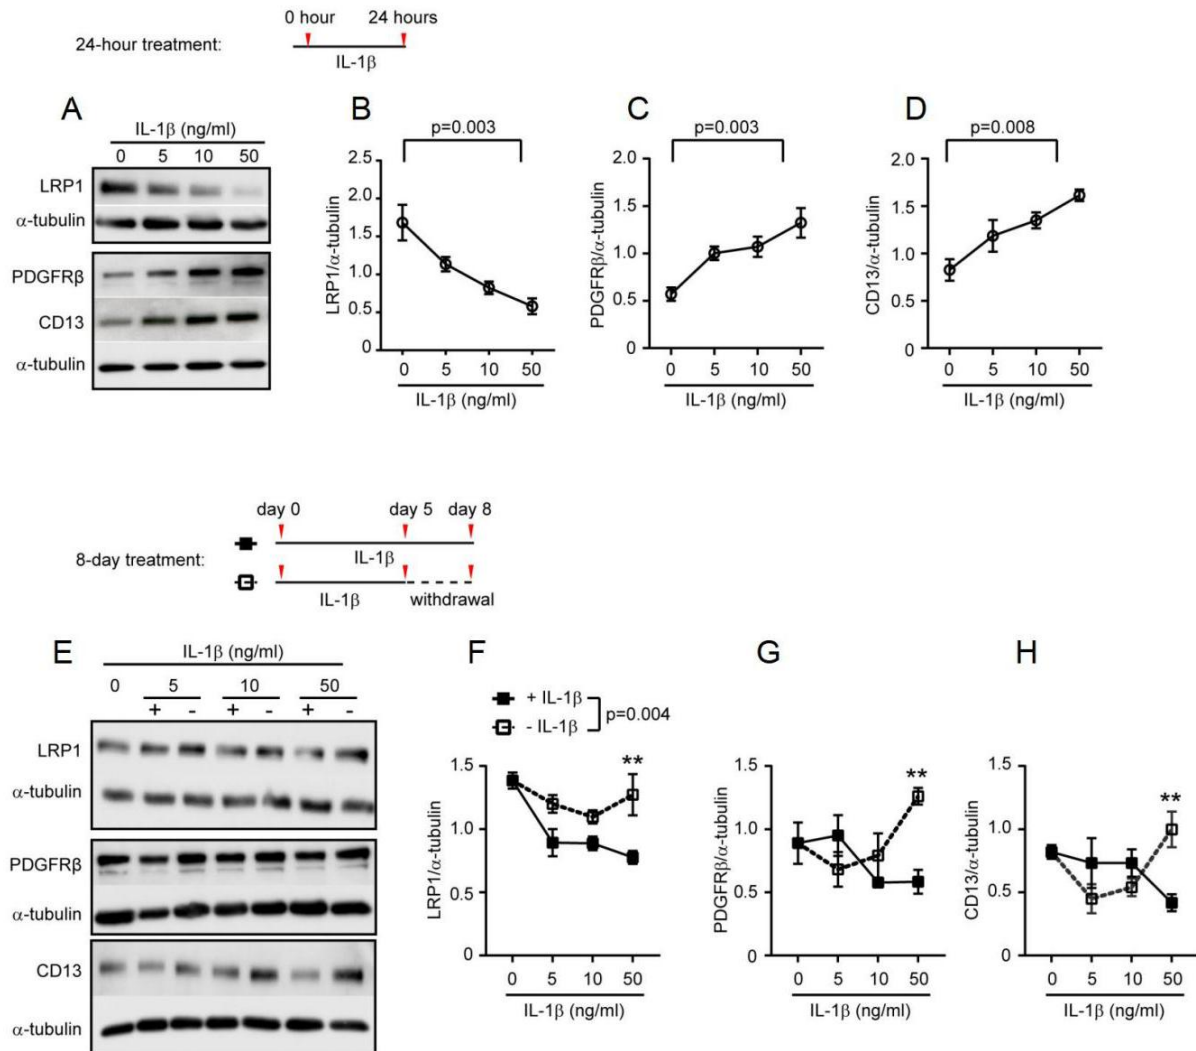 0 hour 24 hours
24-hour treatment:
IL-1β
A
IL-1β (ng/ml)
0 5 10 50
LRP1
α-tubulin
PDGFRβ
CD13
α-tubulin
B
p=0.003
LRP1/α-tubulin
2.5
2.0
1.5
1.0
0.5
0
0 5 10 50
IL-1β (ng/ml)
C
p=0.003
PDGFRβ/α-tubulin
2.0
1.5
1.0
0.5
0
0 5 10 50
IL-1β (ng/ml)
D
p=0.008
CD13/α-tubulin
2.0
1.5
1.0
0.5
0
0 5 10 50
IL-1β (ng/ml)
day 0 day 5 day 8
8-day treatment:
IL-1β
IL-1β withdrawal
E
IL-1β (ng/ml)
0 5 10 50
+ - + - + -
LRP1
α-tubulin
PDGFRβ
α-tubulin
CD13
α-tubulin
F
+ IL-1β
- IL-1β
p=0.004
**
LRP1/α-tubulin
1.5
1.0
0.5
0
0 5 10 50
IL-1β (ng/ml)
G
**
PDGFRβ/α-tubulin
1.5
1.0
0.5
0
0 5 10 50
IL-1β (ng/ml)
H
**
CD13/α-tubulin
1.5
1.0
0.5
0
0 5 10 50
IL-1β (ng/ml)